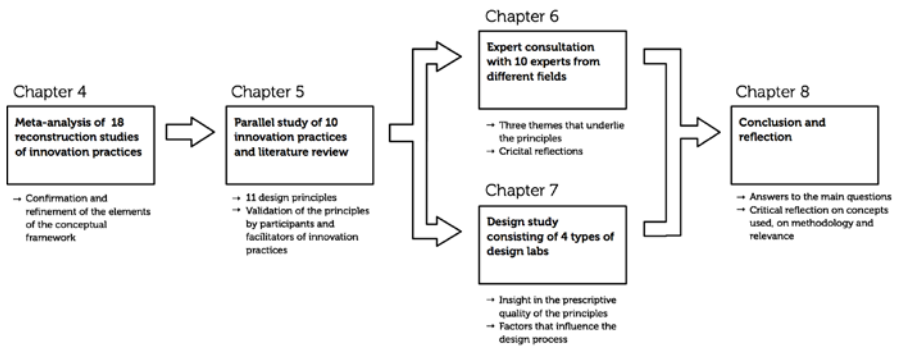 Chapter 4
Meta-analysis of 18
reconstruction studies
of innovation practices
→ Confirmation and
refinement of the elements
of the conceptual
framework
Chapter 5
Parallel study of 10
innovation practices
and literature review
→ 11 design principles
→ Validation of the principles
by participants and
facilitators of innovation
practices
Chapter 6
Expert consultation
with 10 experts from
different fields
→ Three themes that underlie
the principles
→ Cricital reflections
Chapter 7
Design study
consisting of 4 types of
design labs
→ Insight in the prescriptive
quality of the principles
→ Factors that influence the
design process
Chapter 8
Conclusion and
reflection
→ Answers to the main questions
→ Critical reflection on concepts
used, on methodology and
relevance